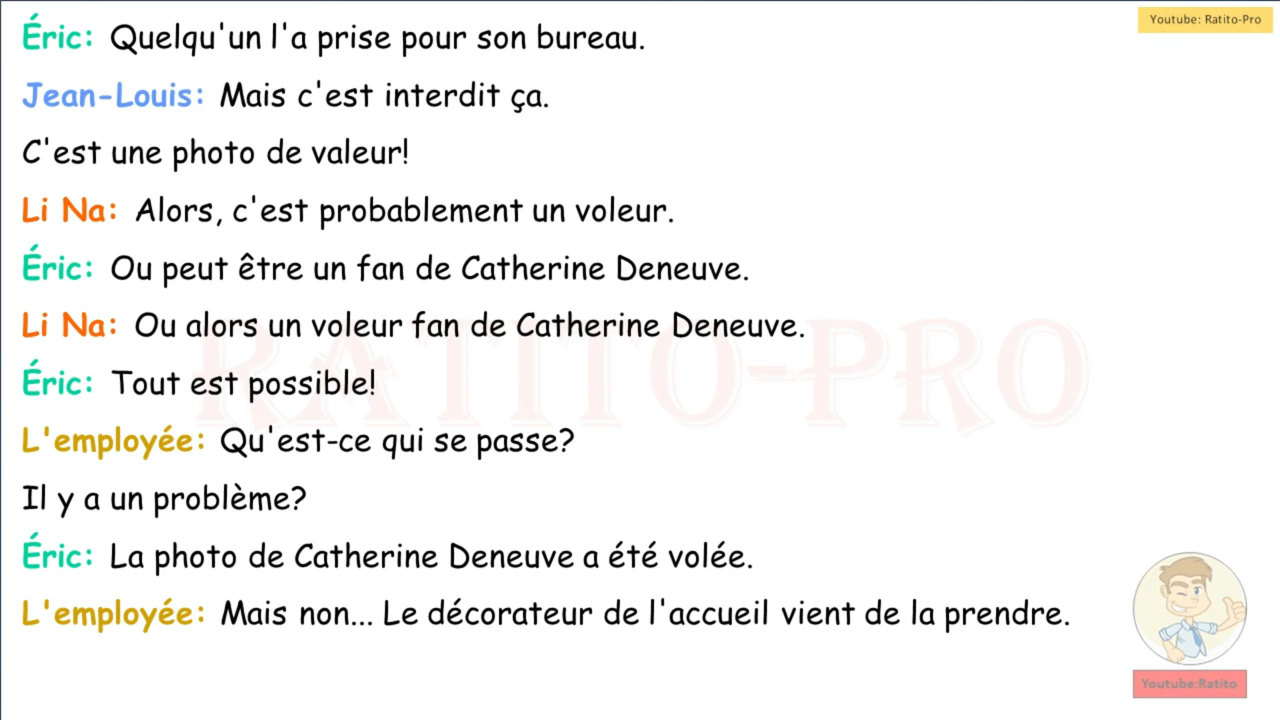 Youtube: Ratito-Pro
Éric: Quelqu'un l'a prise pour son bureau.
Jean-Louis: Mais c'est interdit ça.
C'est une photo de valeur!
Li Na: Alors, c'est probablement un voleur.
Éric: Ou peut être un fan de Catherine Deneuve.
Li Na: Ou alors un voleur fan de Catherine Deneuve.
RATITO-PRO
Éric: Tout est possible!
L'employée: Qu'est-ce qui se passe?
Il y a un problème?
Éric: La photo de Catherine Deneuve a été volée.
L'employée: Mais non... Le décorateur de l'accueil vient de la prendre.
Youtube:Ratito